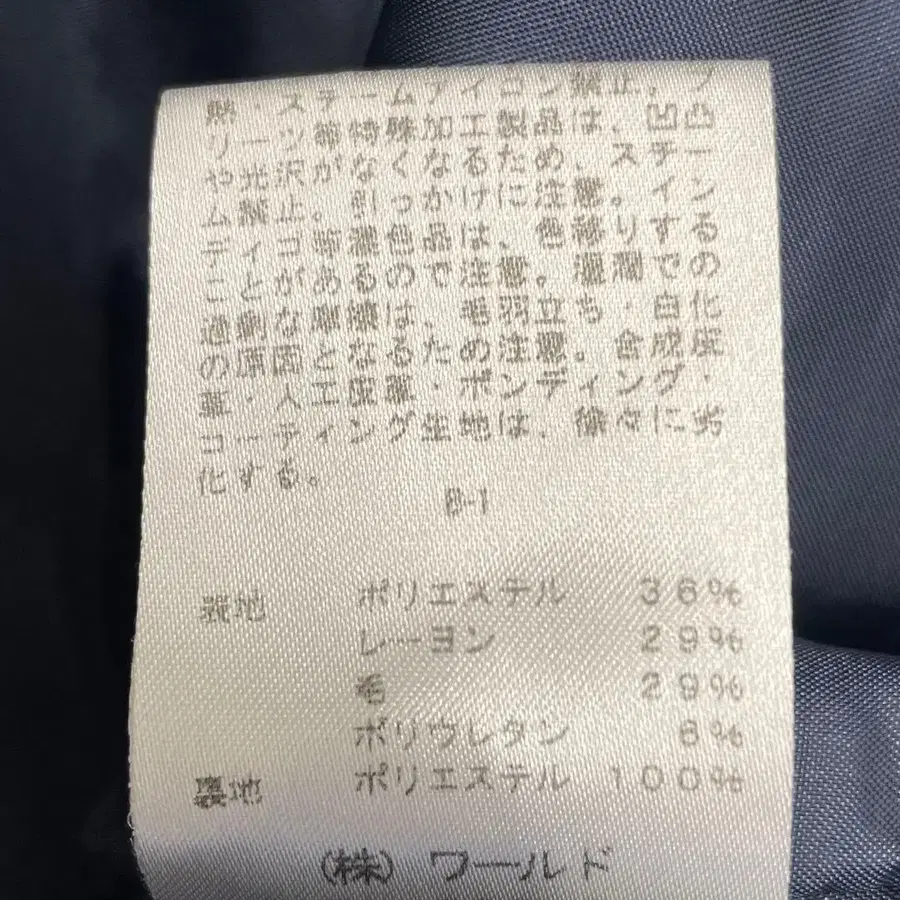 熱・スチームアイロン禁止。プ
リーツ等特殊加工製品は、凹凸
や光沢がなくなるため、スチー
ム禁止。引っかけに注意。イン
ディゴ等濃色品は、色移りする
ことがあるので注意。湿潤での
過剰な摩擦は、毛羽立ち・白化
の原因となるため注意。合成皮
革・人工皮革・ボンディング・
コーティング生地は、徐々に劣
化する。
B-1
表地 ポリエステル 36%
レーヨン 29%
毛 29%
ポリウレタン 6%
裏地 ポリエステル 100%
(株) ワールド